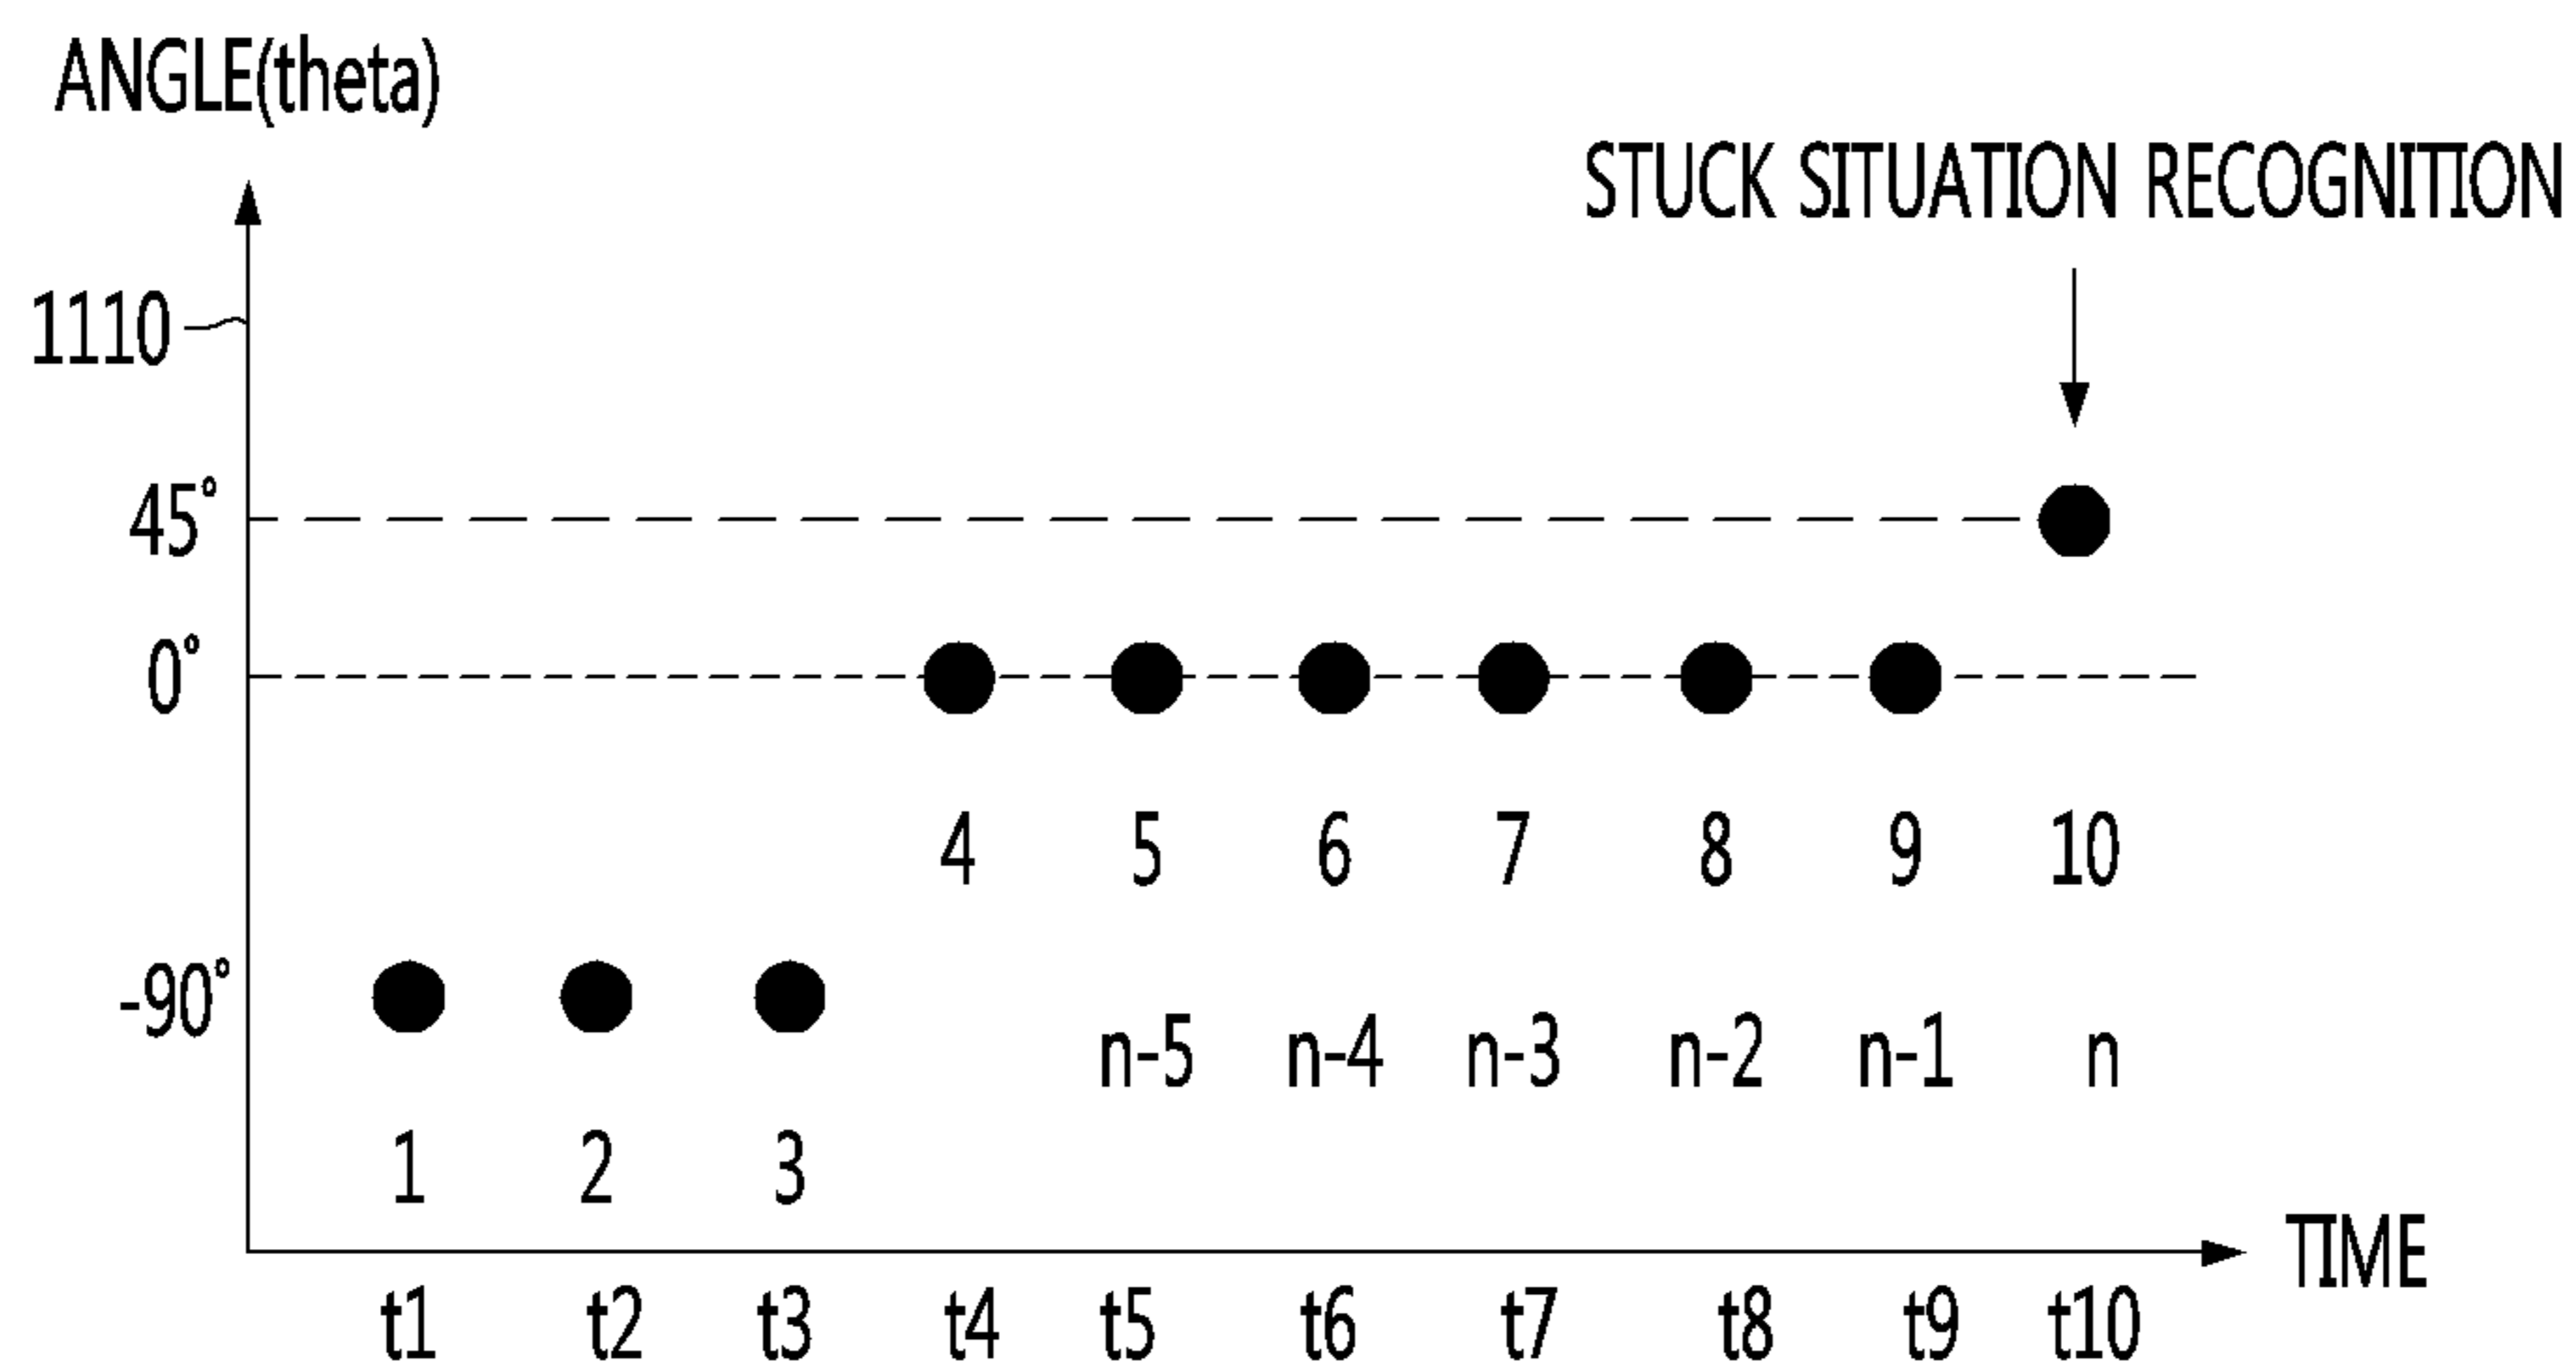 ANGLE(theta)
STUCK SITUATION RECOGNITION
1110
45°
0°
4 5 6 7 8 9 10
-90°
n-5 n-4 n-3 n-2 n-1 n
1 2 3
TIME
t1 t2 t3 t4 t5 t6 t7 t8 t9 t10